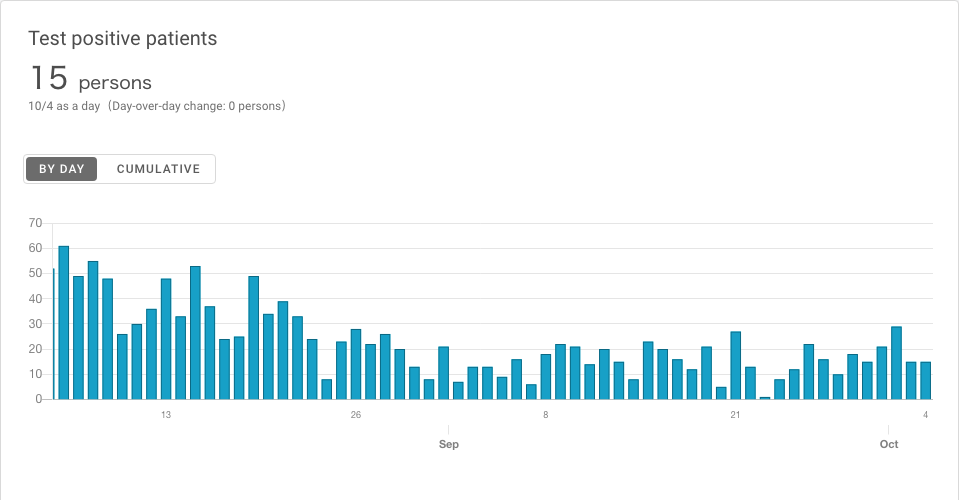 Test positive patients
15 persons
10/4 as a day（Day-over-day change: 0 persons）
BY DAY CUMULATIVE
70
60
50
40
30
20
10
0
13 26 8 21 4
Sep Oct